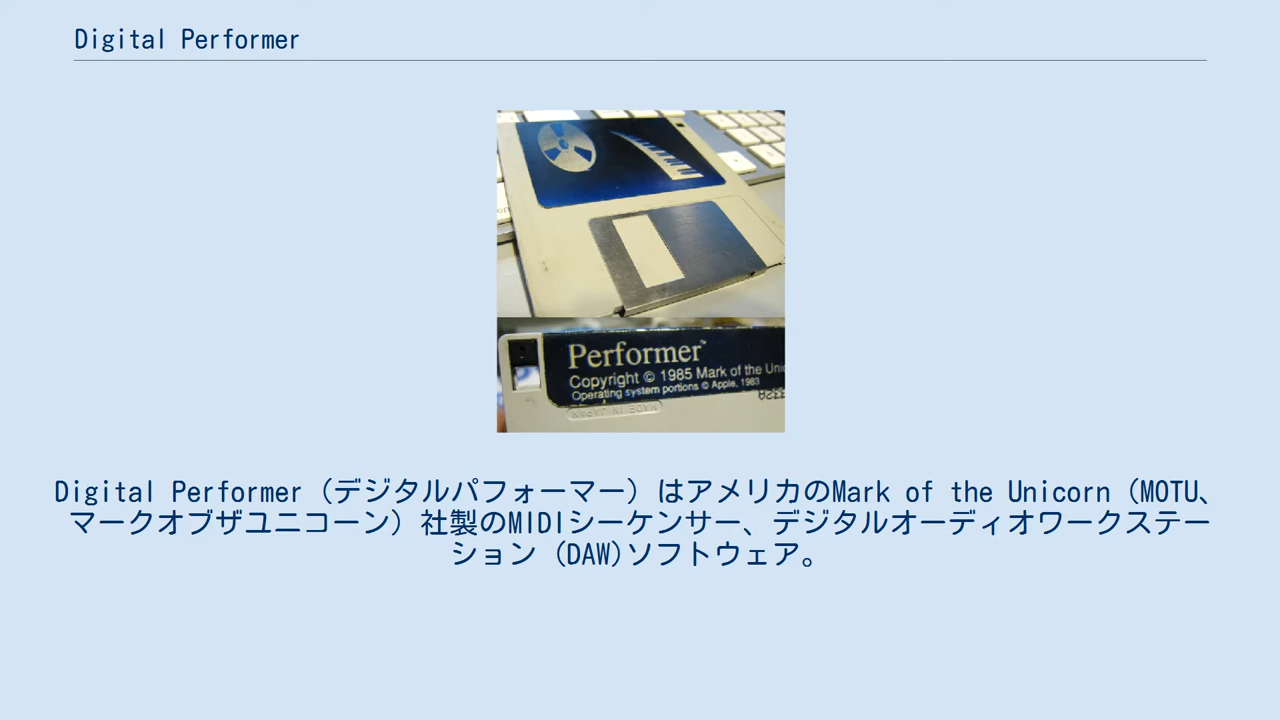 Digital Performer
Performer™
Copyright © 1985 Mark of the
Operating system portions © Apple, 1983
MADE IN JAPAN
Digital Performer（デジタルパフォーマー）はアメリカのMark of the Unicorn（MOTU、
マークオブザユニコーン）社製のMIDIシーケンサー、デジタルオーディオワークステー
ション（DAW)ソフトウェア。